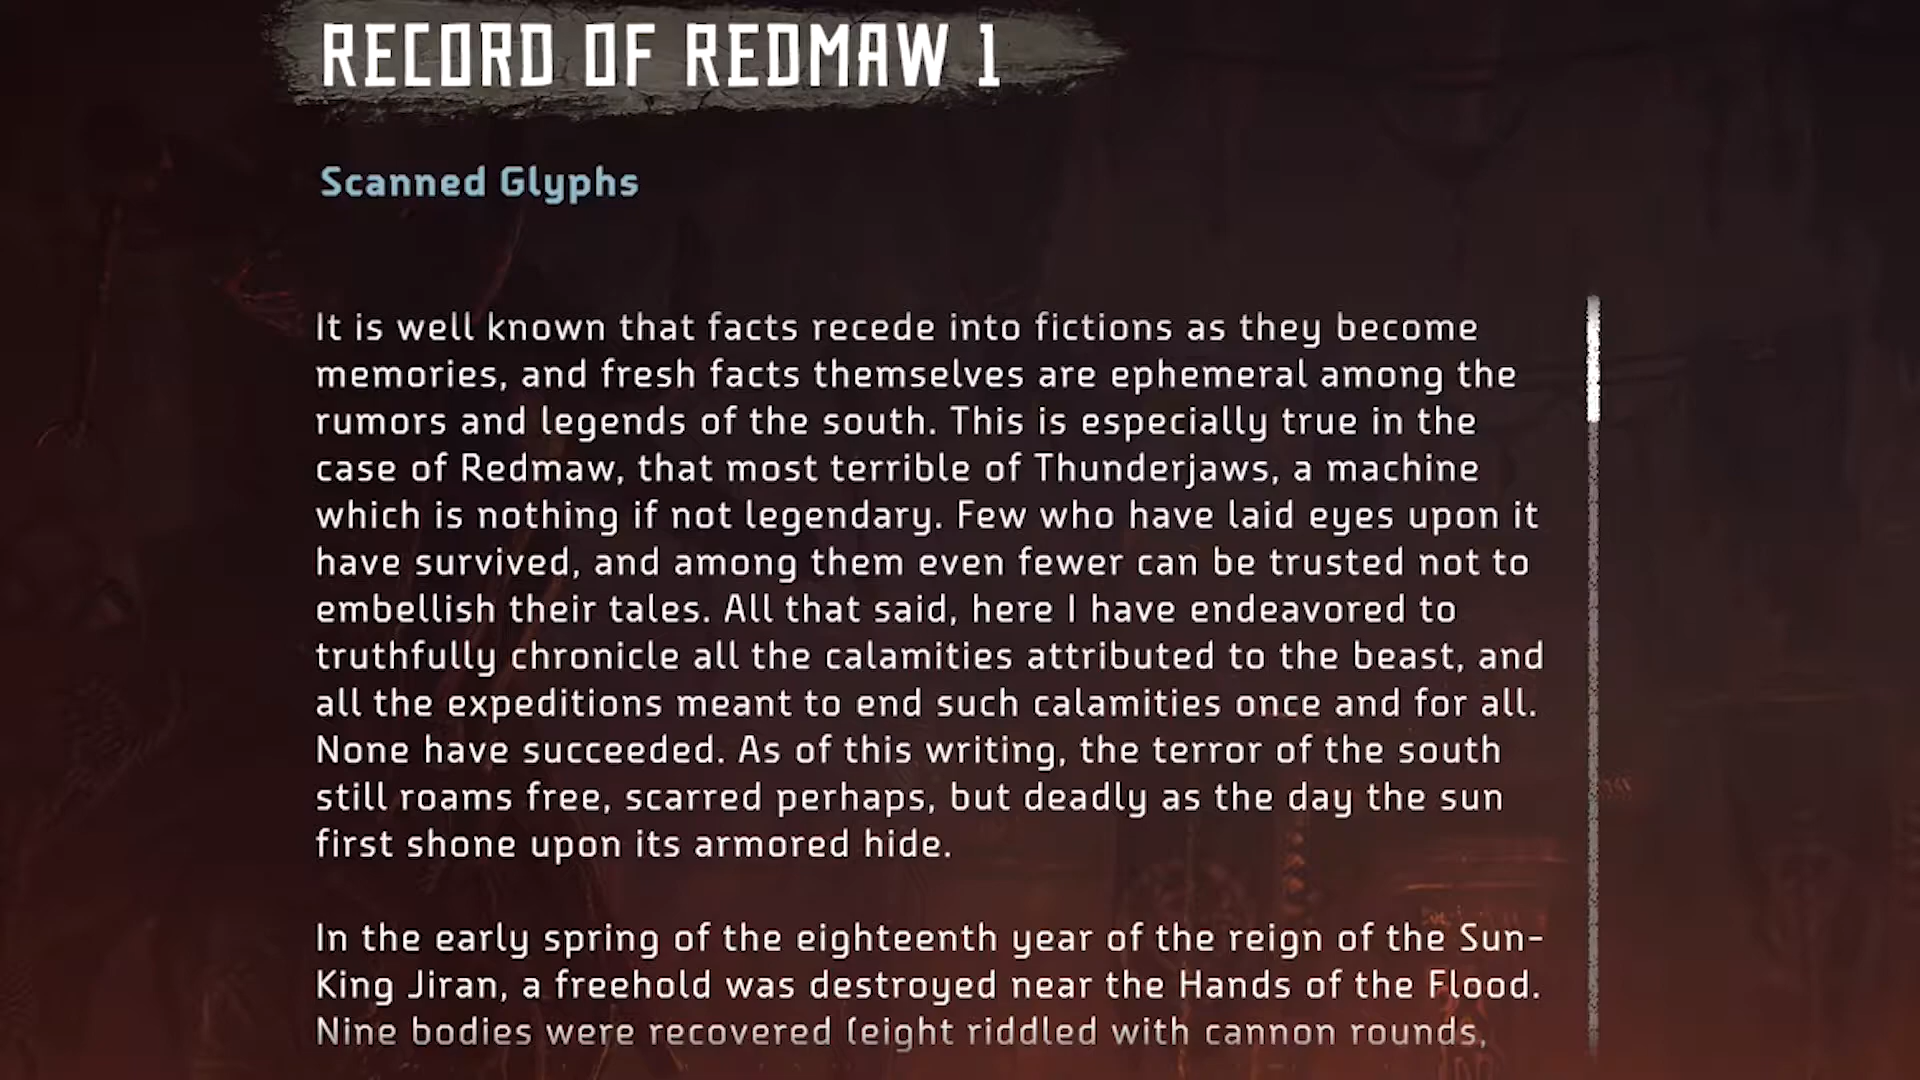 RECORD OF REDMAW 1
Scanned Glyphs
It is well known that facts recede into fictions as they become
memories, and fresh facts themselves are ephemeral among the
rumors and legends of the south. This is especially true in the
case of Redmaw, that most terrible of Thunderjaws, a machine
which is nothing if not legendary. Few who have laid eyes upon it
have survived, and among them even fewer can be trusted not to
embellish their tales. All that said, here I have endeavored to
truthfully chronicle all the calamities attributed to the beast, and
all the expeditions meant to end such calamities once and for all.
None have succeeded. As of this writing, the terror of the south
still roams free, scarred perhaps, but deadly as the day the sun
first shone upon its armored hide.
In the early spring of the eighteenth year of the reign of the Sun-
King Jiran, a freehold was destroyed near the Hands of the Flood.
Nine bodies were recovered (eight riddled with cannon rounds,